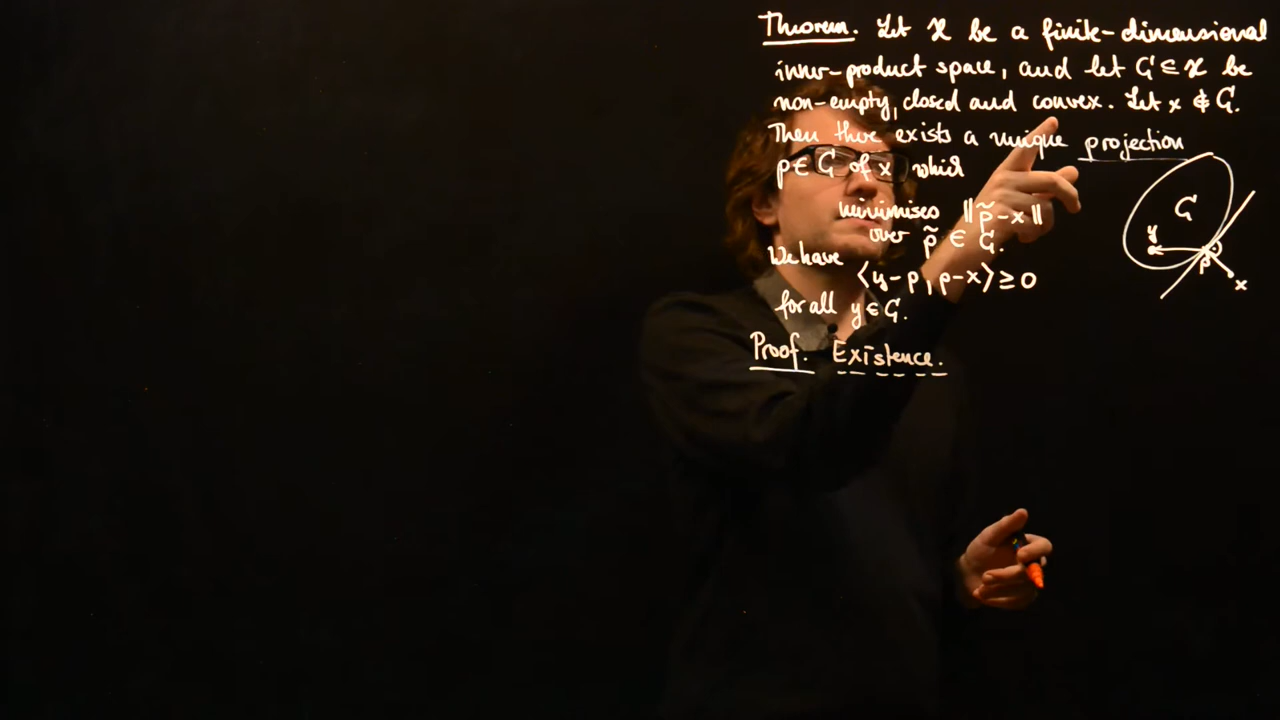 Theorem. Let ℋ be a finite-dimensional
inner-product space, and let G ⊆ ℋ be
non-empty, closed and convex. Let x ∉ G.
Then there exists a unique projection
p ∈ G of x which
minimises ‖p̃-x‖
over p̃ ∈ G.
We have
⟨y-p, p-x⟩ ≥ 0
for all y ∈ G.
Proof. Existence.
G
y
p
x